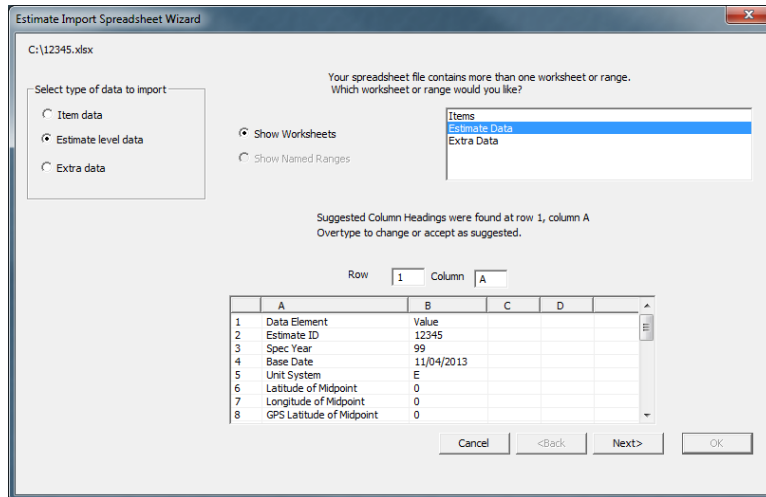 Estimate Import Spreadsheet Wizard
C:\12345.xlsx
Select type of data to import
Item data
Estimate level data
Extra data
Your spreadsheet file contains more than one worksheet or range.
Which worksheet or range would you like?
Show Worksheets
Show Named Ranges
Items
Estimate Data
Extra Data
Suggested Column Headings were found at row 1, column A
Overtype to change or accept as suggested.
Row 1 Column A
A B C D
1 Data Element Value
2 Estimate ID 12345
3 Spec Year 99
4 Base Date 11/04/2013
5 Unit System E
6 Latitude of Midpoint 0
7 Longitude of Midpoint 0
8 GPS Latitude of Midpoint 0
Cancel <Back Next> OK